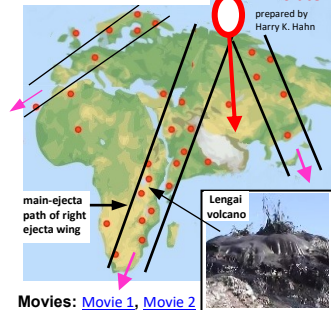 prepared by
Harry K. Hahn
main-ejecta
path of right
ejecta wing
Lengai
volcano
Movies: Movie 1, Movie 2